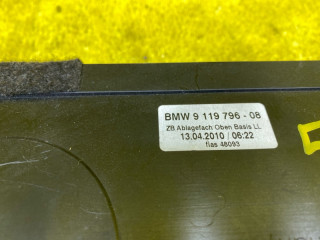 BMW 9 119 796 - 08
ZB Ablagefach Oben Basis LL
13.04.2010 / 06:22
fias 48093